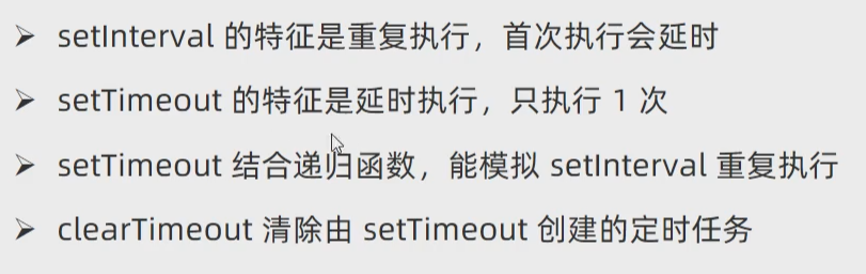 ➢ setInterval 的特征是重复执行，首次执行会延时
➢ setTimeout 的特征是延时执行，只执行 1 次
➢ setTimeout 结合递归函数，能模拟 setInterval 重复执行
➢ clearTimeout 清除由 setTimeout 创建的定时任务